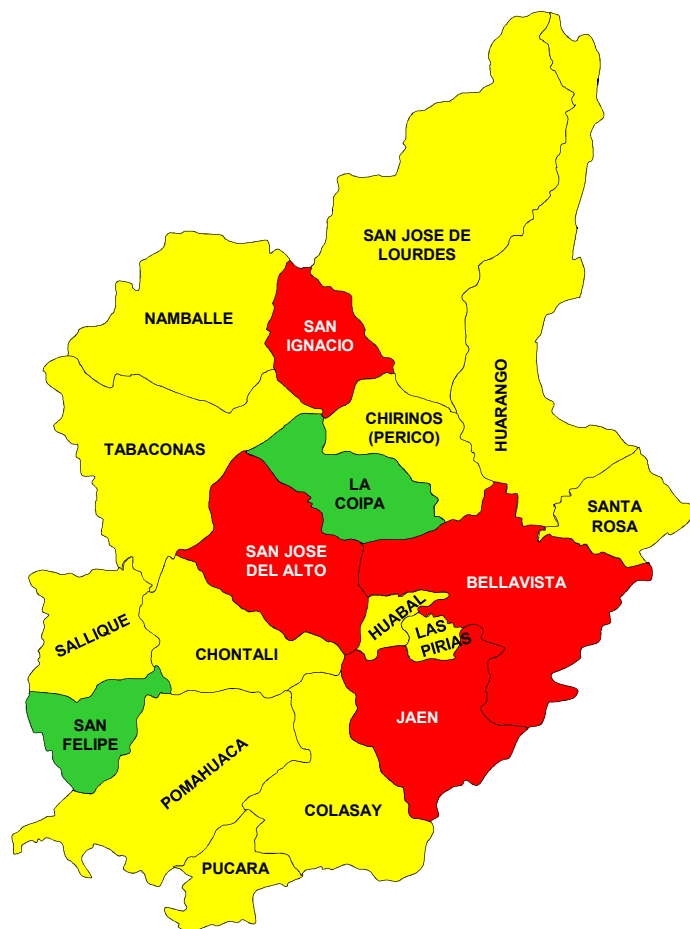 SAN JOSE DE
LOURDES
NAMBALLE
SAN
IGNACIO
HUARANGO
CHIRINOS
(PERICO)
TABACONAS
LA
COIPA
SANTA
ROSA
SAN JOSE
DEL ALTO
BELLAVISTA
HUABAL
LAS
PIRIAS
SALLIQUE
CHONTALI
JAEN
SAN
FELIPE
POMAHUACA
COLASAY
PUCARA